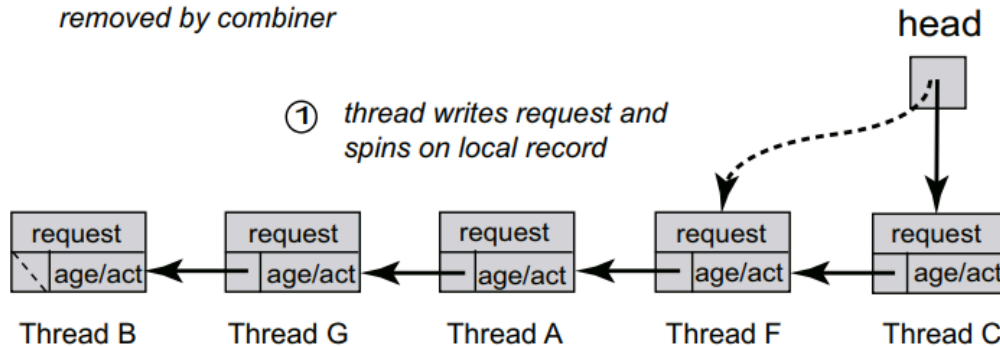 removed by combiner
head
① thread writes request and
spins on local record
request request request request request
age/act age/act age/act age/act age/act
Thread B Thread G Thread A Thread F Thread C